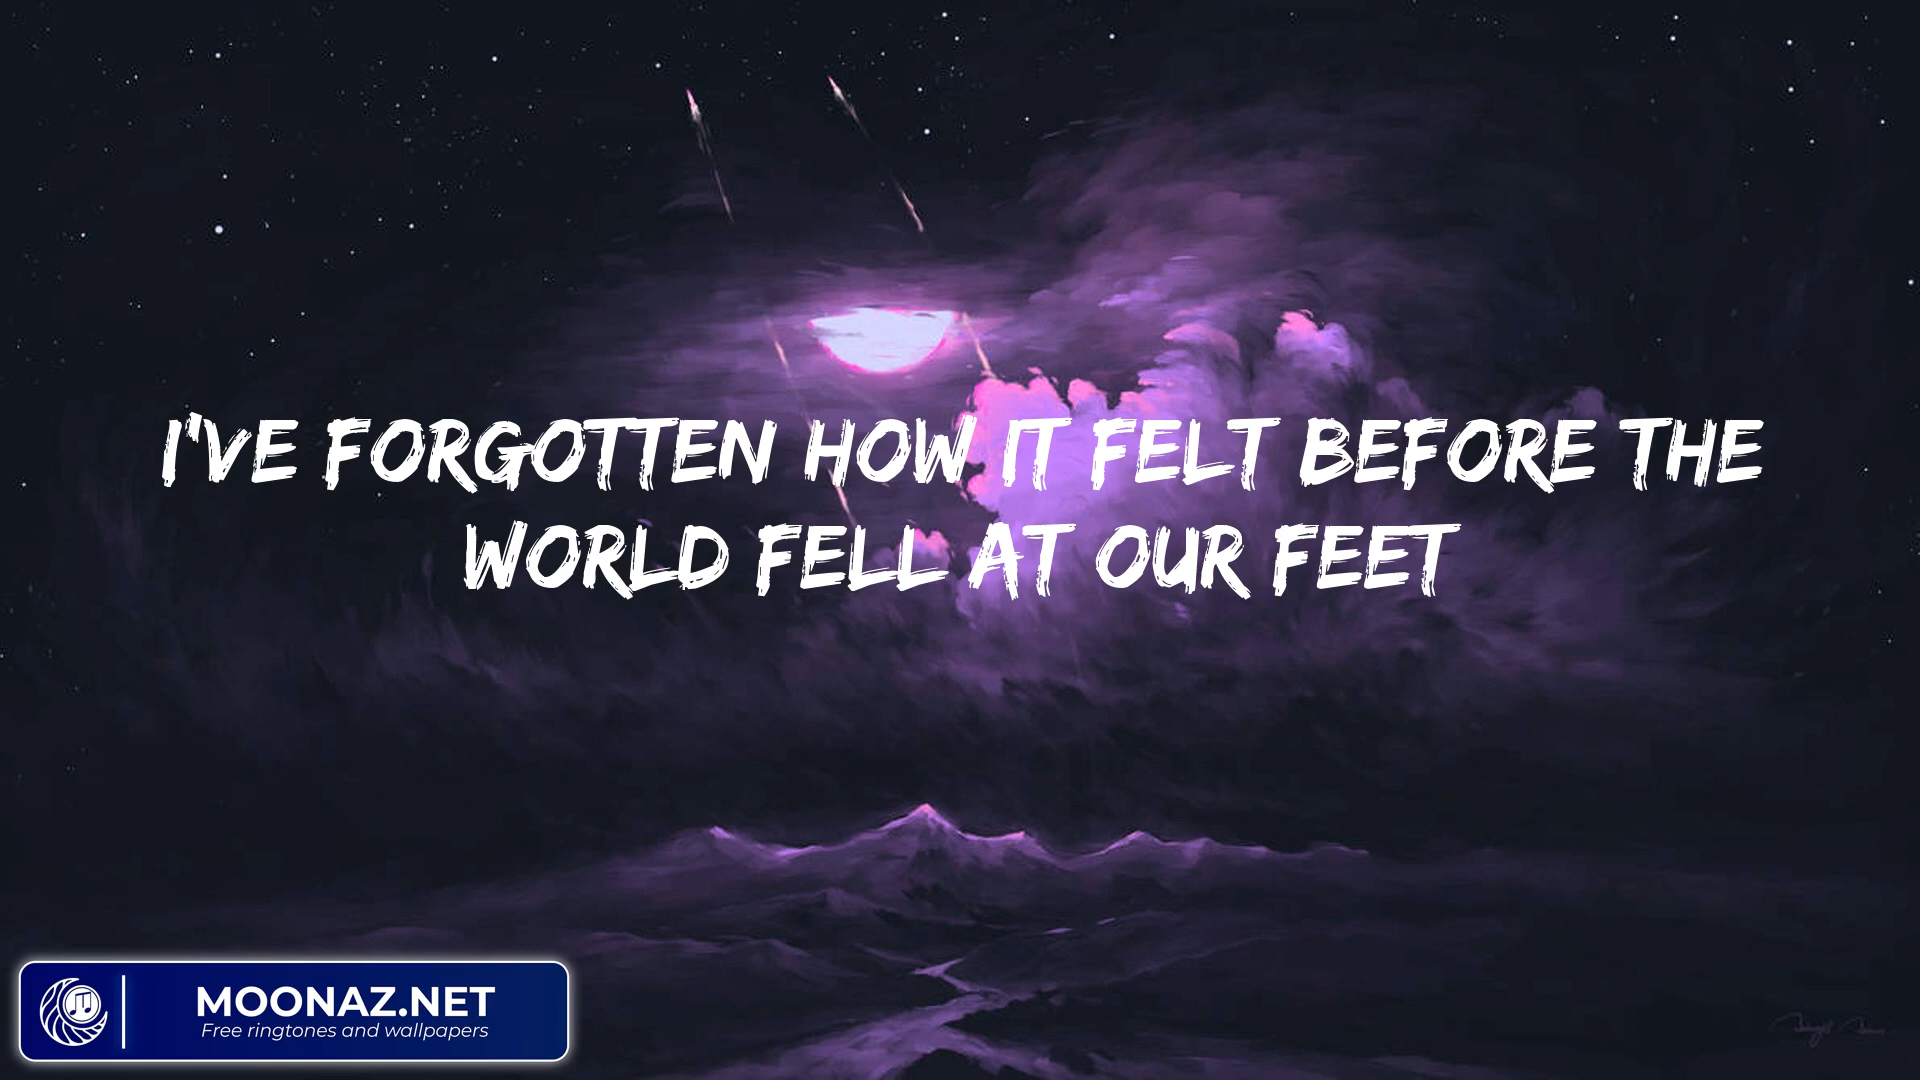 I'VE FORGOTTEN HOW IT FELT BEFORE THE
WORLD FELL AT OUR FEET
MOONAZ.NET
Free ringtones and wallpapers